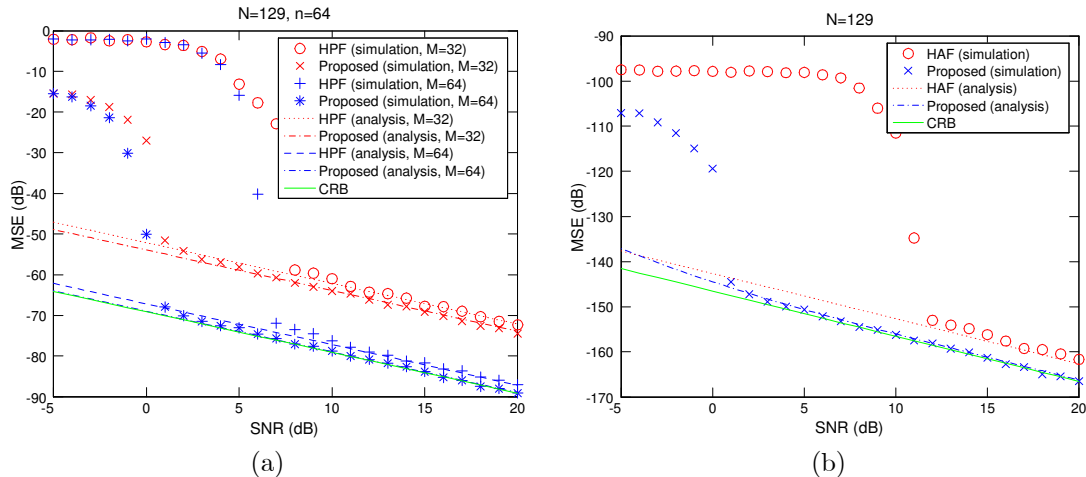 N=129, n=64
MSE (dB)
0
-10
-20
-30
-40
-50
-60
-70
-80
-90
HPF (simulation, M=32)
Proposed (simulation, M=32)
HPF (simulation, M=64)
Proposed (simulation, M=64)
HPF (analysis, M=32)
Proposed (analysis, M=32)
HPF (analysis, M=64)
Proposed (analysis, M=64)
CRB
-5 0 5 10 15 20
SNR (dB)
(a)
N=129
MSE (dB)
-90
-100
-110
-120
-130
-140
-150
-160
-170
HAF (simulation)
Proposed (simulation)
HAF (analysis)
Proposed (analysis)
CRB
-5 0 5 10 15 20
SNR (dB)
(b)